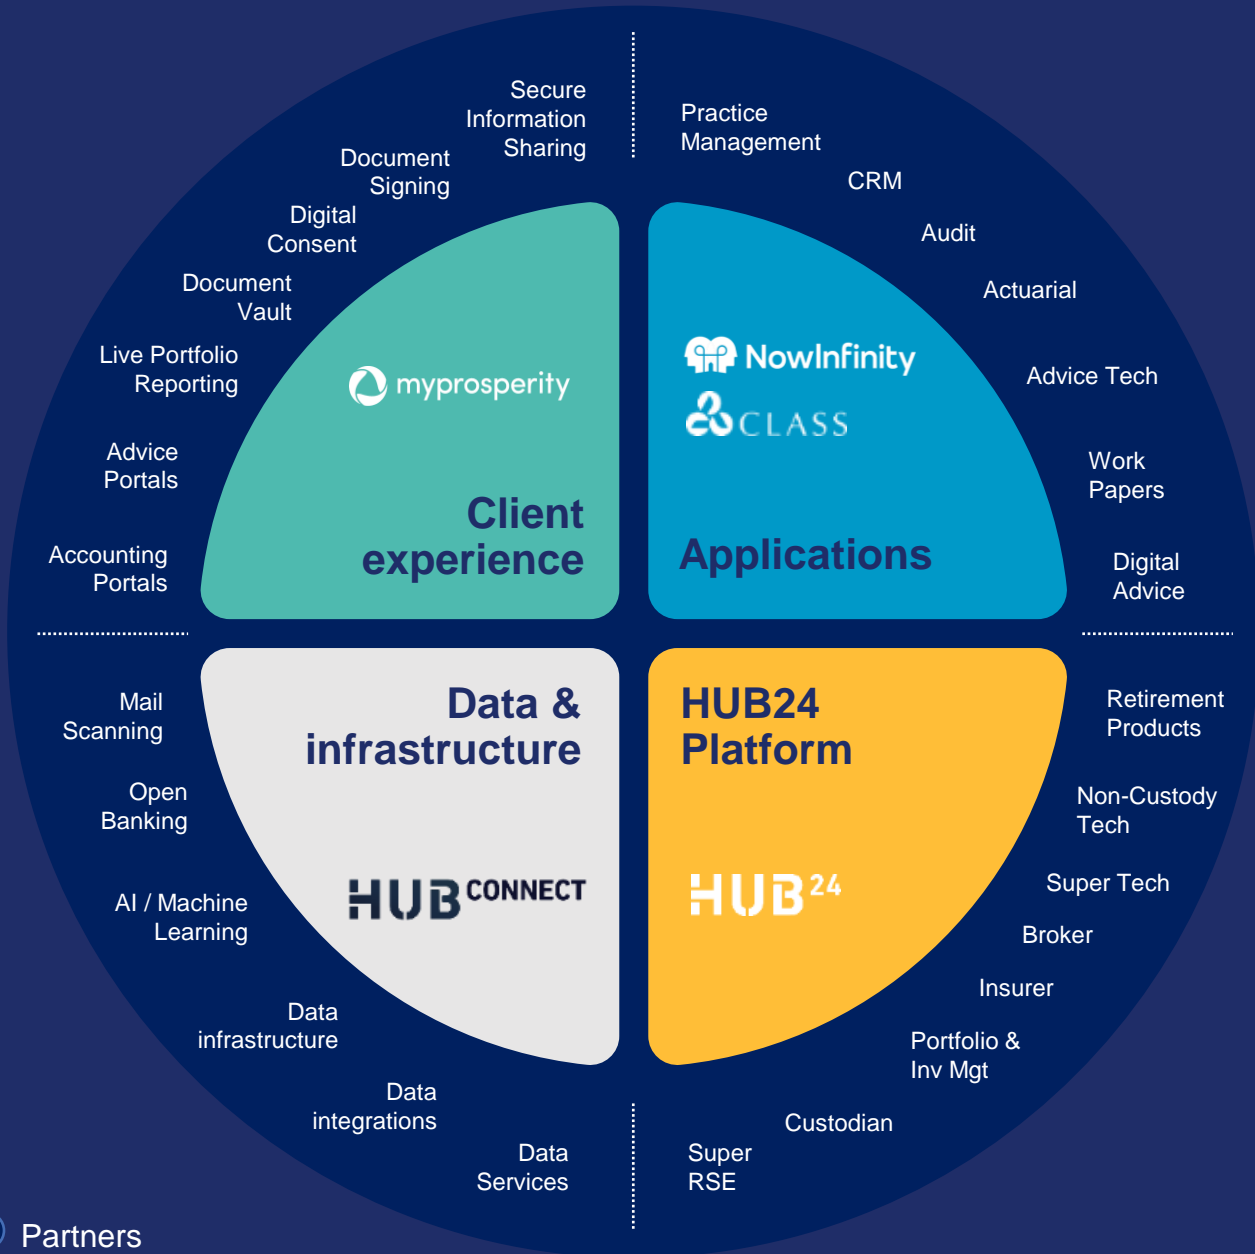 Secure
Information
Sharing
Document
Signing
Digital
Consent
Document
Vault
Live Portfolio
Reporting
Advice
Portals
Accounting
Portals
myprosperity
Client
experience
Practice
Management
CRM
Audit
Actuarial
Advice Tech
Work
Papers
Digital
Advice
NowInfinity
CLASS
Applications
Mail
Scanning
Open
Banking
AI / Machine
Learning
Data
infrastructure
Data
integrations
Data
Services
Data &
infrastructure
HUB CONNECT
HUB24
Platform
HUB24
Retirement
Products
Non-Custody
Tech
Super Tech
Broker
Insurer
Portfolio &
Inv Mgt
Custodian
Super
RSE
Partners